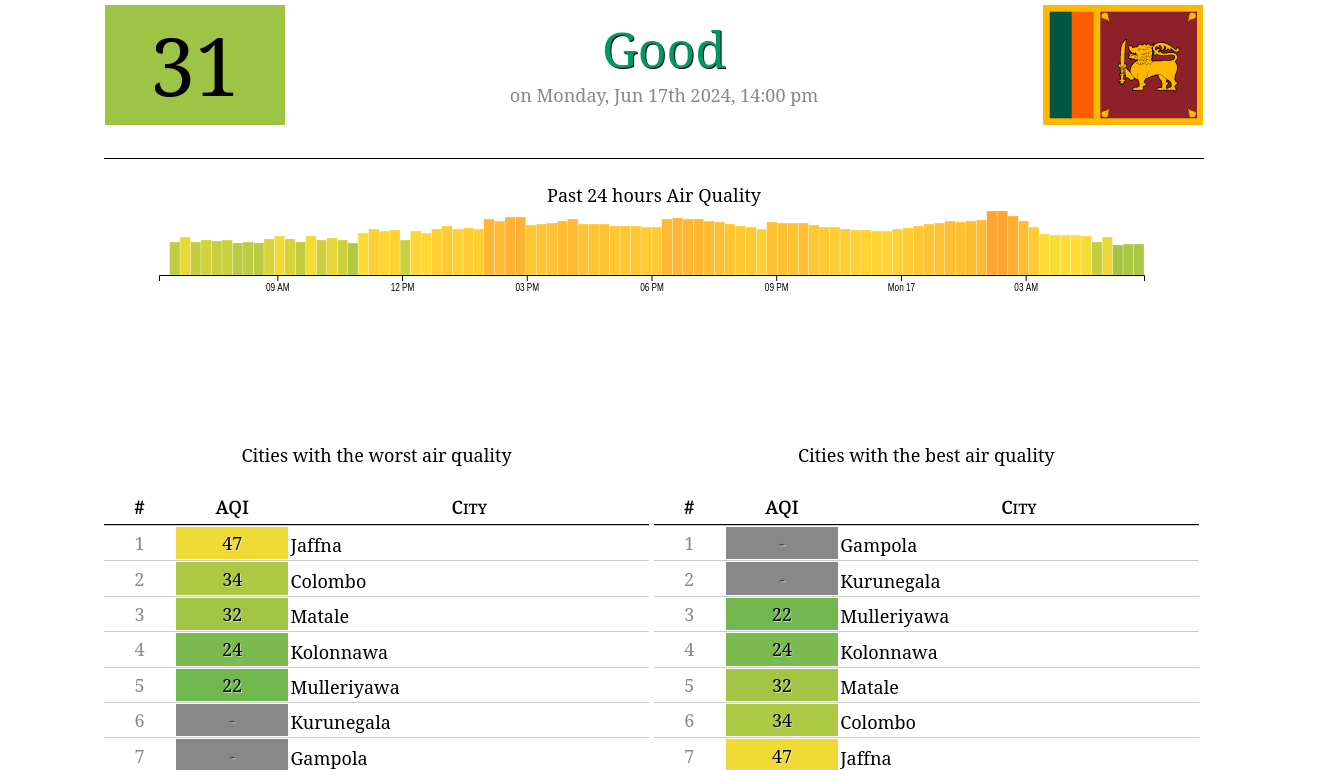 31
Good
on Monday, Jun 17th 2024, 14:00 pm
Past 24 hours Air Quality
09 AM 12 PM 03 PM 06 PM 09 PM Mon 17 03 AM
Cities with the worst air quality
# AQI City
1 47 Jaffna
2 34 Colombo
3 32 Matale
4 24 Kolonnawa
5 22 Mulleriyawa
6 - Kurunegala
7 - Gampola
Cities with the best air quality
# AQI City
1 - Gampola
2 - Kurunegala
3 22 Mulleriyawa
4 24 Kolonnawa
5 32 Matale
6 34 Colombo
7 47 Jaffna